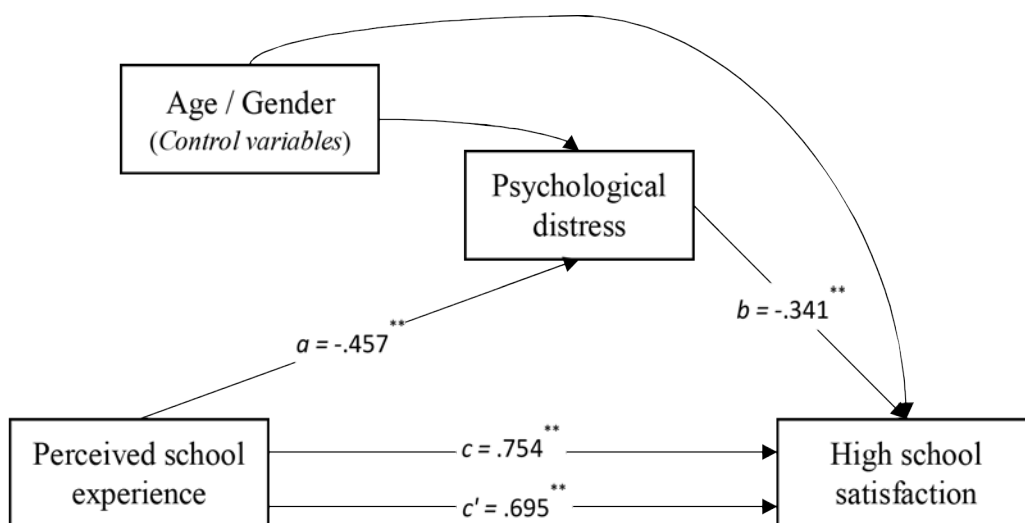 Age / Gender
(Control variables)
Psychological
distress
a = -.457**
b = -.341**
Perceived school
experience
c = .754**
c' = .695**
High school
satisfaction